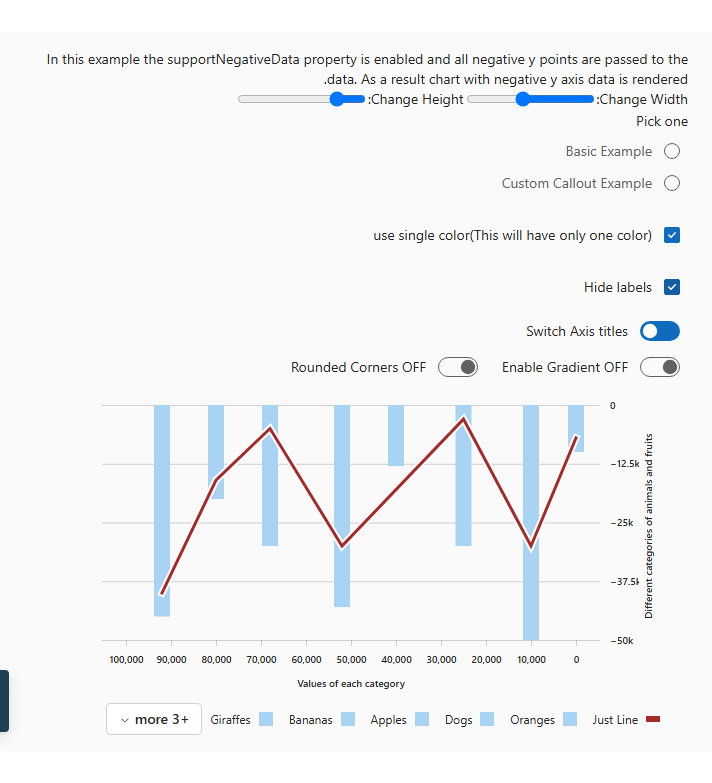 In this example the supportNegativeData property is enabled and all negative y points are passed to the
.data. As a result chart with negative y axis data is rendered
:Change Height :Change Width
Pick one
Basic Example
Custom Callout Example
use single color(This will have only one color)
Hide labels
Switch Axis titles
Rounded Corners OFF Enable Gradient OFF
0
−12.5k
−25k
−37.5k
−50k
Different categories of animals and fruits
100,000 90,000 80,000 70,000 60,000 50,000 40,000 30,000 20,000 10,000 0
Values of each category
more 3+ Giraffes Bananas Apples Dogs Oranges Just Line